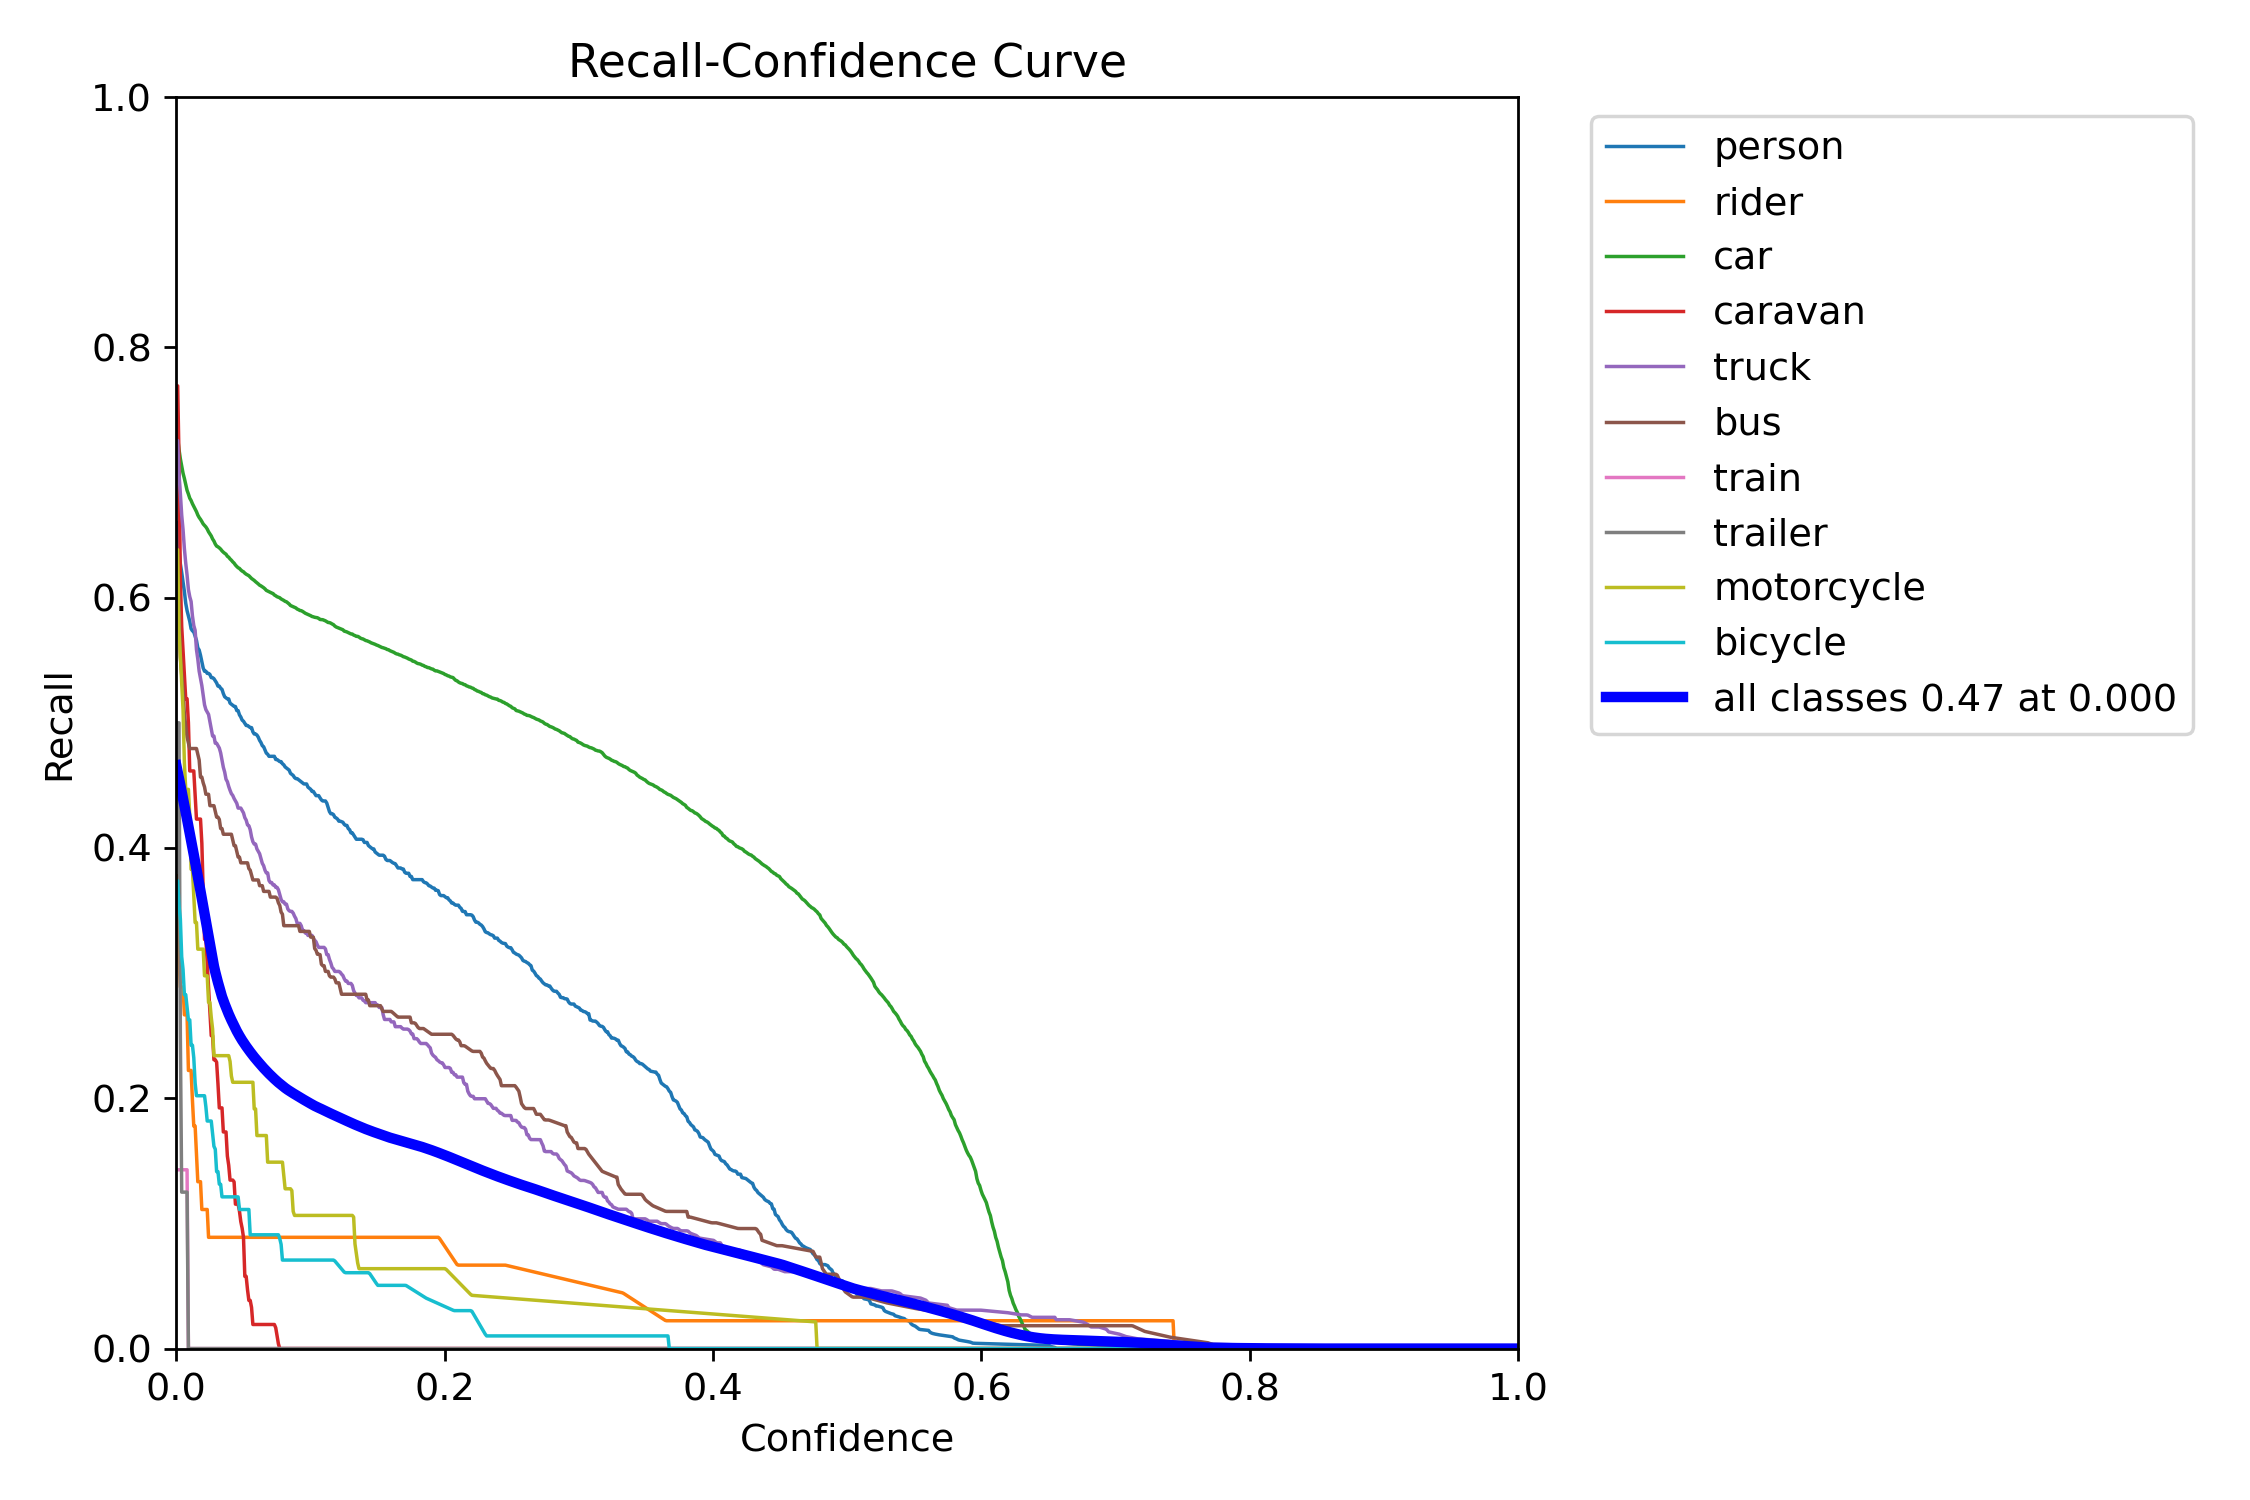 Recall-Confidence Curve
1.0
0.8
0.6
0.4
0.2
0.0
Recall
0.0 0.2 0.4 0.6 0.8 1.0
Confidence
person
rider
car
caravan
truck
bus
train
trailer
motorcycle
bicycle
all classes 0.47 at 0.000